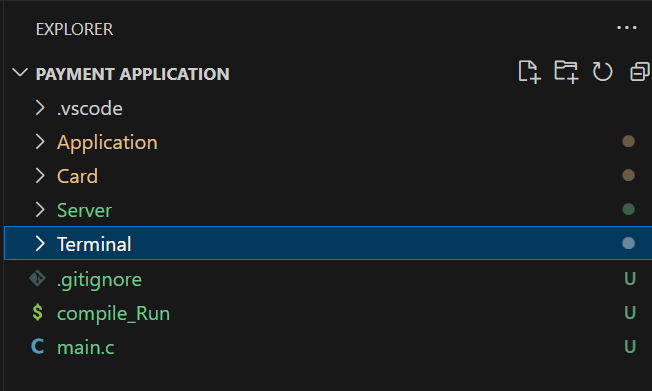 EXPLORER
PAYMENT APPLICATION
.vscode
Application
Card
Server
Terminal
.gitignore U
$ compile_Run U
C main.c U